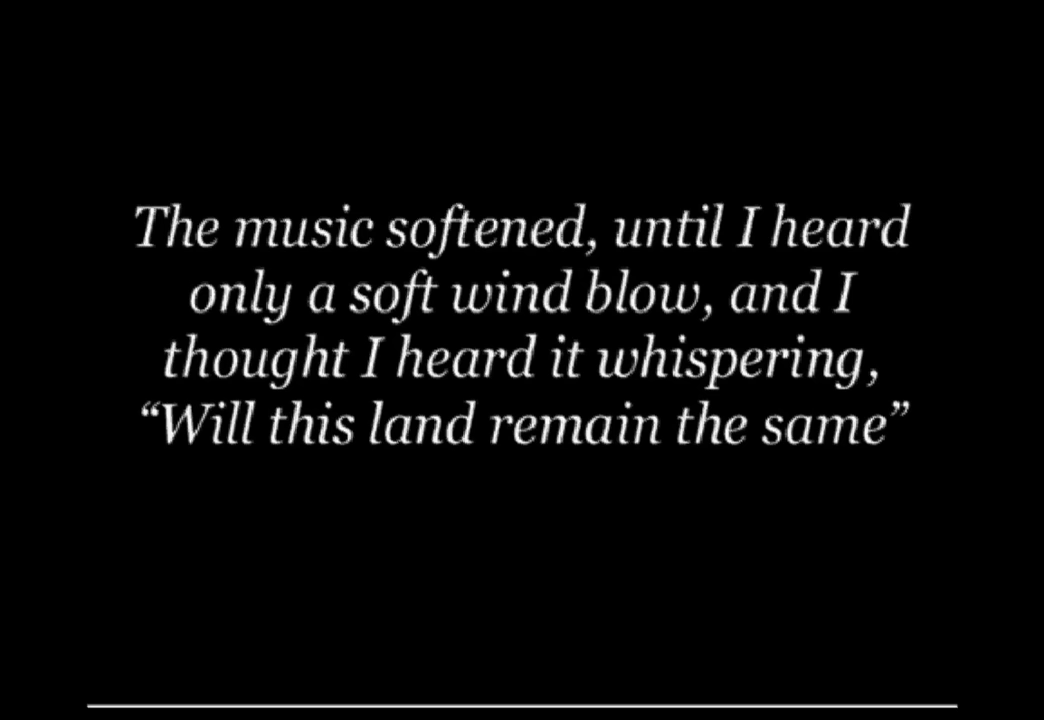 The music softened, until I heard
only a soft wind blow, and I
thought I heard it whispering,
“Will this land remain the same”